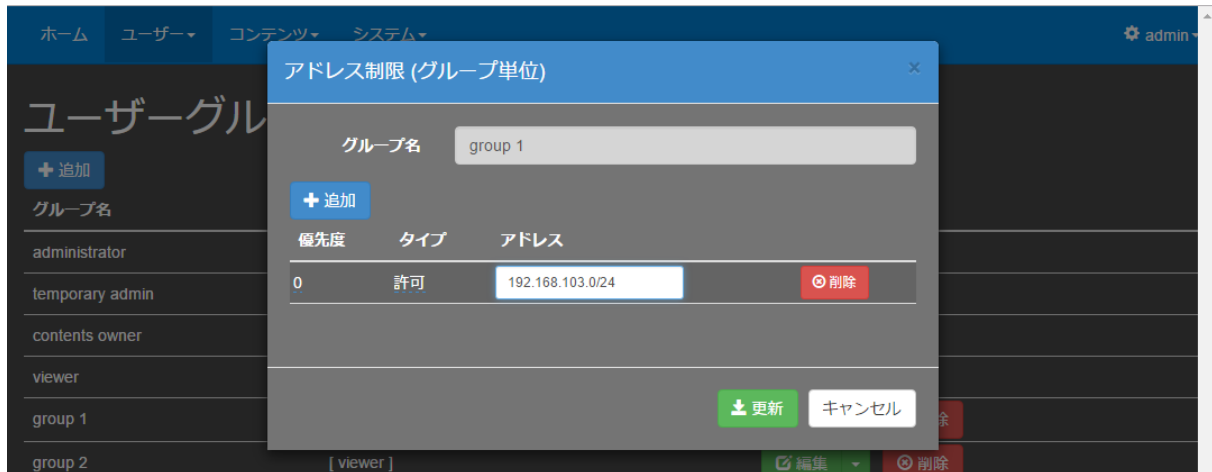 ホーム ユーザー コンテンツ システム admin
アドレス制限 (グループ単位) ×
ユーザーグル
グループ名 group 1
追加
追加
グループ名
優先度 タイプ アドレス
administrator
0 許可 192.168.103.0/24 削除
temporary admin
contents owner
viewer
更新 キャンセル
group 1 除
group 2 [ viewer ] 編集 削除